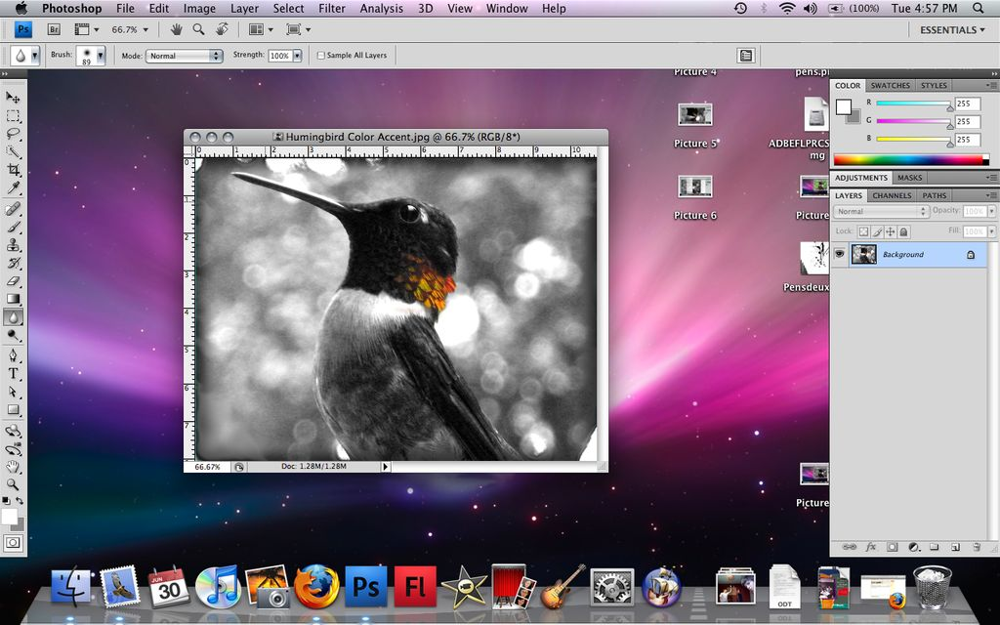 Photoshop File Edit Image Layer Select Filter Analysis 3D View Window Help (100%) Tue 4:57 PM
Ps Br 66.7% ESSENTIALS
Brush: 89 Mode: Normal Strength: 100% Sample All Layers
Picture 4
pens.p
Picture 5
ADBEFLPRCS
mg
Picture 6
Picture
Pensdeux
Picture
Humingbird Color Accent.jpg @ 66.7% (RGB/8*)
0 1 2 3 4 5 6 7 8 9 10
0
1
2
3
4
5
6
7
66.67% Doc: 1.28M/1.28M
T
COLOR SWATCHES STYLES
R 255
G 255
B 255
ADJUSTMENTS MASKS
LAYERS CHANNELS PATHS
Normal Opacity: 100%
Lock: Fill: 100%
Background
fx
JUN
30
Ps
Fl
ODT